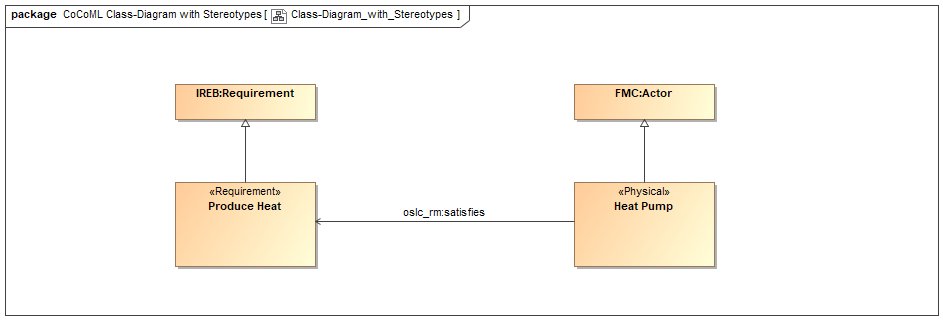 package CoCoML Class-Diagram with Stereotypes [ Class-Diagram_with_Stereotypes ]
IREB:Requirement
FMC:Actor
«Requirement»
Produce Heat
«Physical»
Heat Pump
oslc_rm:satisfies